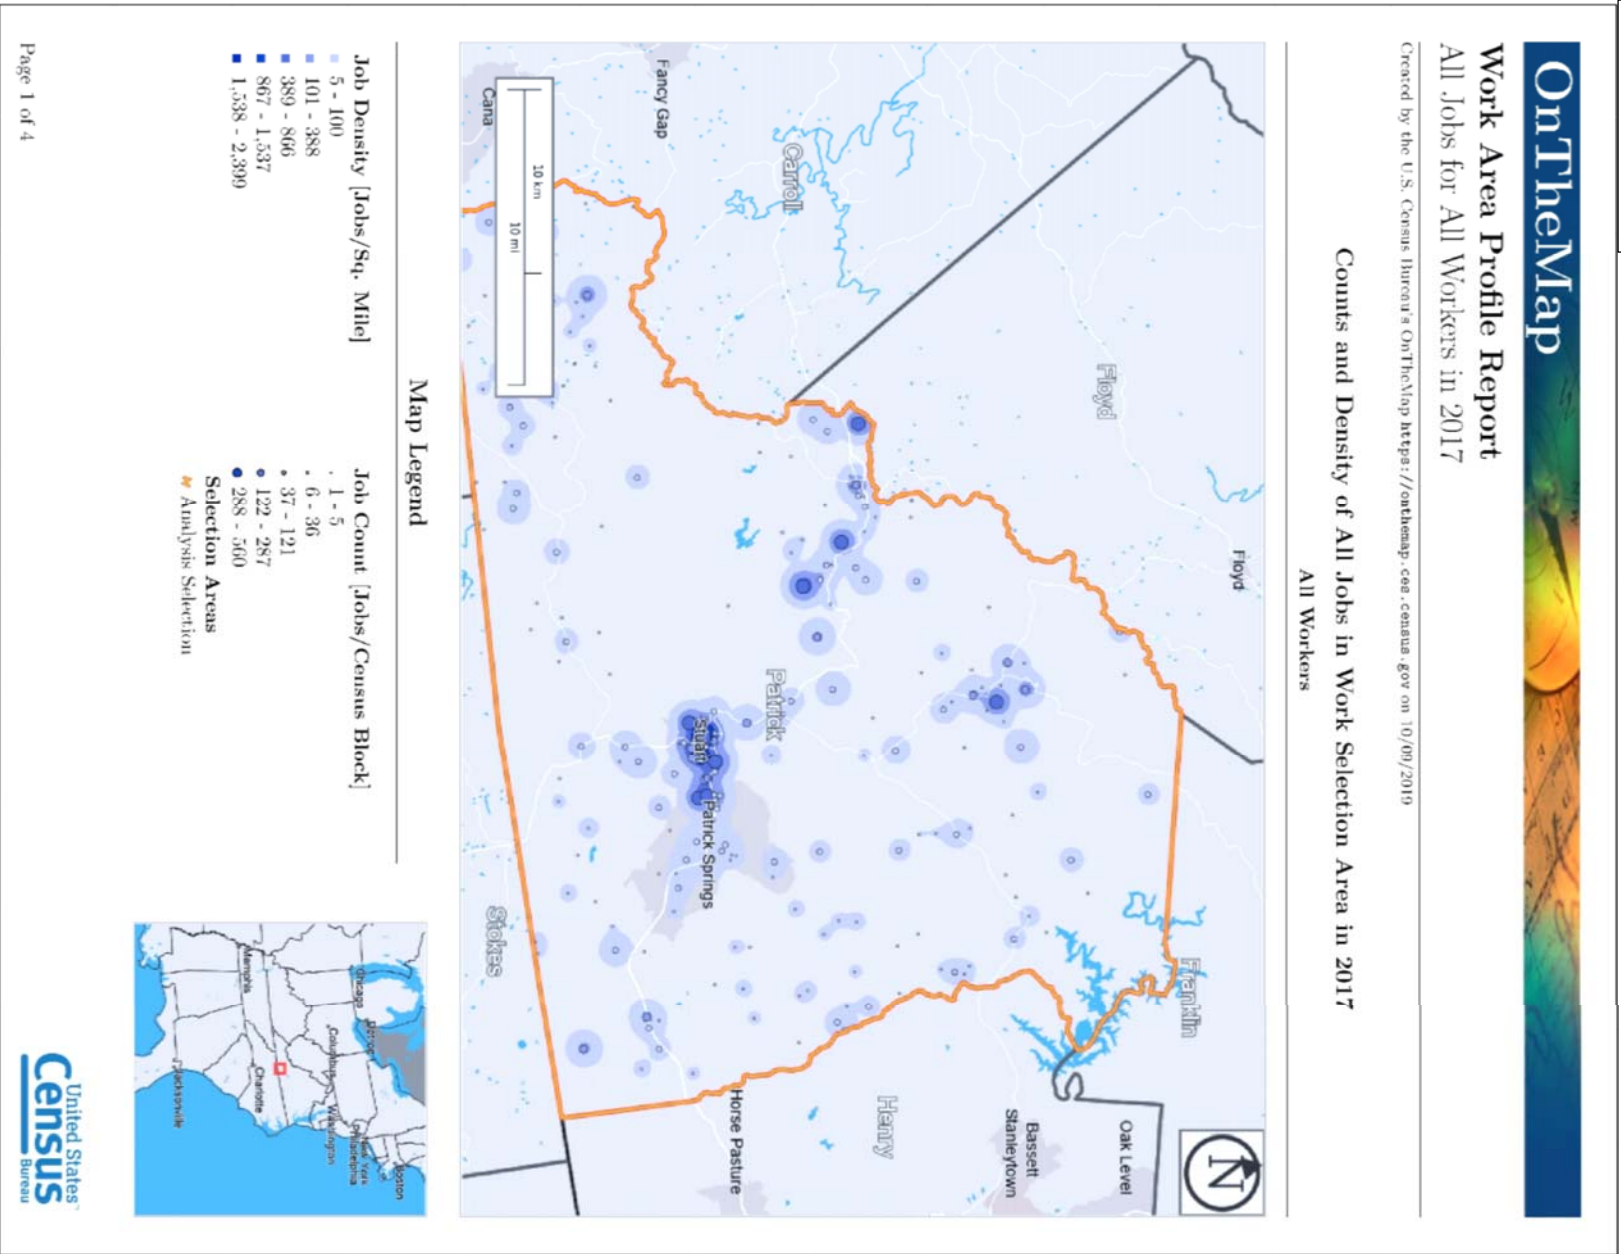 OnTheMap
Work Area Profile Report
All Jobs for All Workers in 2017
Created by the U.S. Census Bureau's OnTheMap https://onthemap.ces.census.gov on 10/09/2019
Counts and Density of All Jobs in Work Selection Area in 2017
All Workers
Floyd
Floyd
Franklin
Oak Level
Bassett
Stanleytown
Carroll
Henry
Patrick
Horse Pasture
Fancy Gap
Stuart
Patrick Springs
Cana
Stokes
10 km
10 mi
N
Map Legend
Job Density [Jobs/Sq. Mile]
5 - 100
101 - 388
389 - 866
867 - 1,537
1,538 - 2,399
Job Count [Jobs/Census Block]
1 - 5
6 - 36
37 - 121
122 - 287
288 - 560
Selection Areas
Analysis Selection
Boston
Chicago
Detroit
New York
Philadelphia
Columbus
Washington
Memphis
Charlotte
Jacksonville
Page 1 of 4
United States
Census
Bureau